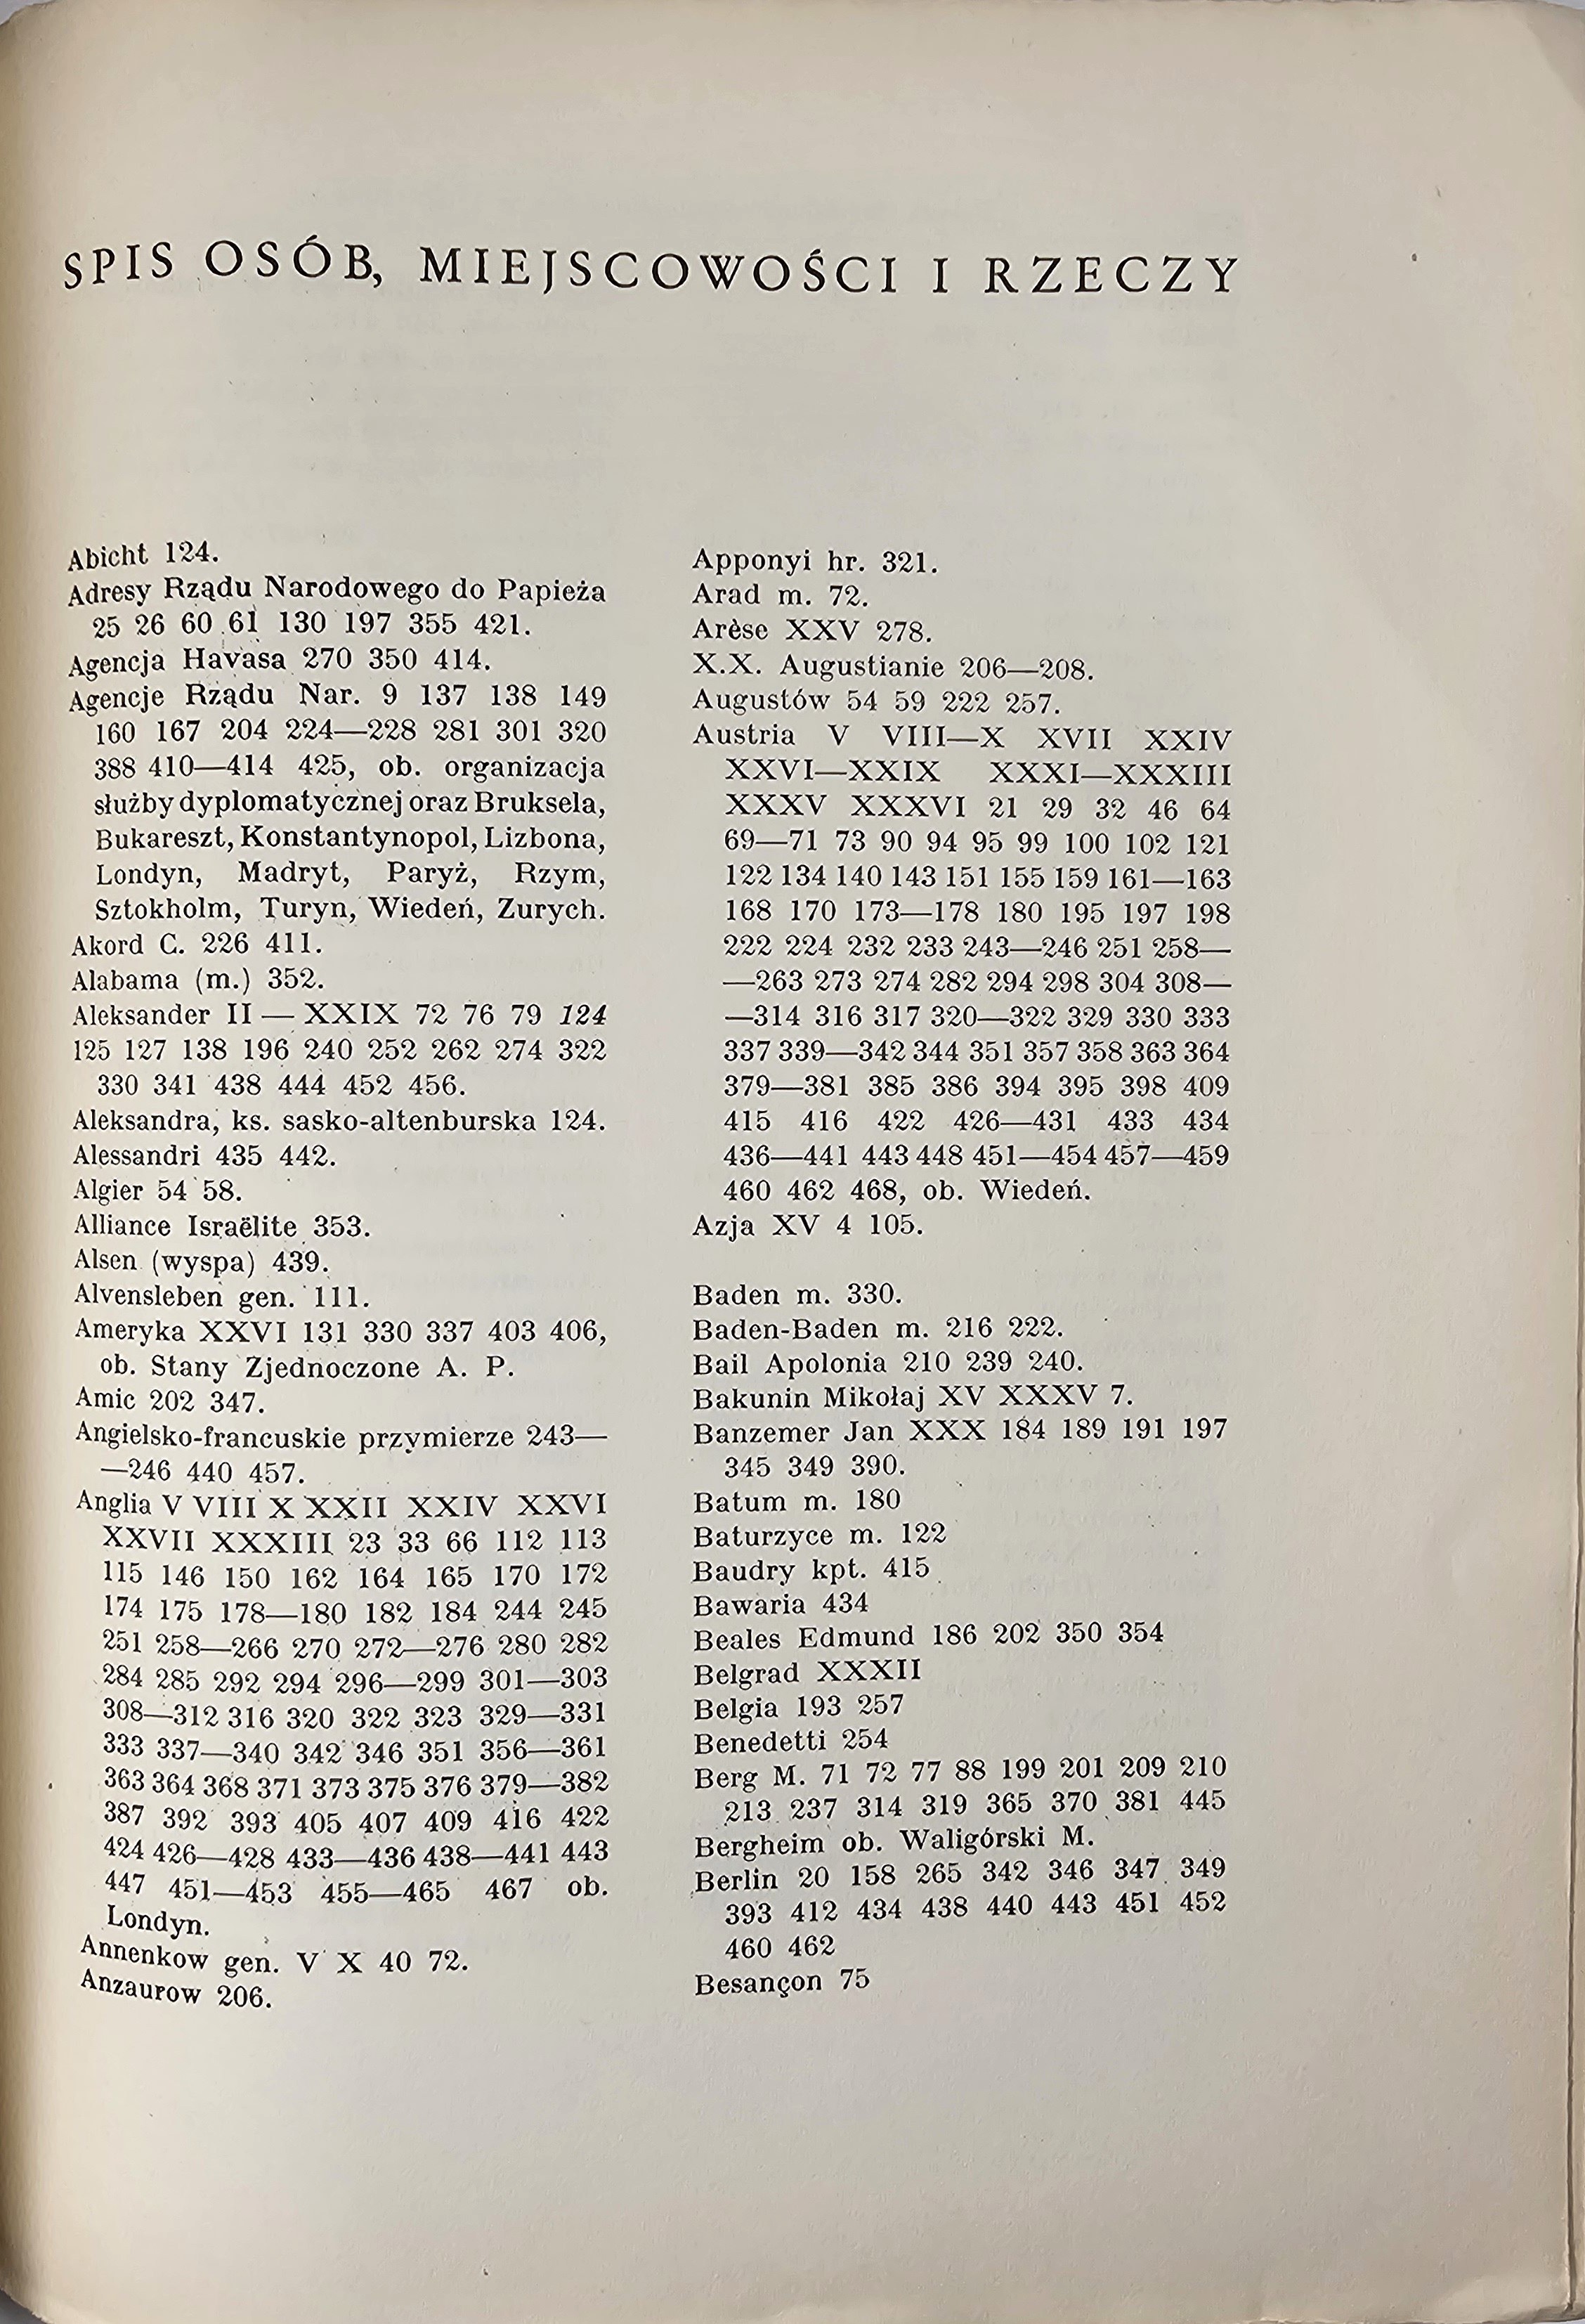 SPIS OSÓB, MIEJSCOWOŚCI I RZECZY
Abicht 124.
Adresy Rządu Narodowego do Papieża
25 26 60 61 130 197 355 421.
Agencja Havasa 270 350 414.
Agencje Rządu Nar. 9 137 138 149
160 167 204 224—228 281 301 320
388 410—414 425, ob. organizacja
służby dyplomatycznej oraz Bruksela,
Bukareszt, Konstantynopol, Lizbona,
Londyn, Madryt, Paryż, Rzym,
Sztokholm, Turyn, Wiedeń, Zurych.
Akord C. 226 411.
Alabama (m.) 352.
Aleksander II — XXIX 72 76 79 124
125 127 138 196 240 252 262 274 322
330 341 438 444 452 456.
Aleksandra, ks. sasko-altenburska 124.
Alessandri 435 442.
Algier 54 58.
Alliance Israëlite 353.
Alsen (wyspa) 439.
Alvensleben gen. 111.
Ameryka XXVI 131 330 337 403 406,
ob. Stany Zjednoczone A. P.
Amic 202 347.
Angielsko-francuskie przymierze 243—
—246 440 457.
Anglia V VIII X XXII XXIV XXVI
XXVII XXXIII 23 33 66 112 113
115 146 150 162 164 165 170 172
174 175 178—180 182 184 244 245
251 258—266 270 272—276 280 282
284 285 292 294 296—299 301—303
308—312 316 320 322 323 329—331
333 337—340 342 346 351 356—361
363 364 368 371 373 375 376 379—382
387 392 393 405 407 409 416 422
424 426—428 433—436 438—441 443
447 451—453 455—465 467 ob.
Londyn.
Annenkow gen. V X 40 72.
Anzaurow 206.
Apponyi hr. 321.
Arad m. 72.
Arèse XXV 278.
X.X. Augustianie 206—208.
Augustów 54 59 222 257.
Austria V VIII—X XVII XXIV
XXVI—XXIX XXXI—XXXIII
XXXV XXXVI 21 29 32 46 64
69—71 73 90 94 95 99 100 102 121
122 134 140 143 151 155 159 161—163
168 170 173—178 180 195 197 198
222 224 232 233 243—246 251 258—
—263 273 274 282 294 298 304 308—
—314 316 317 320—322 329 330 333
337 339—342 344 351 357 358 363 364
379—381 385 386 394 395 398 409
415 416 422 426—431 433 434
436—441 443 448 451—454 457—459
460 462 468, ob. Wiedeń.
Azja XV 4 105.
Baden m. 330.
Baden-Baden m. 216 222.
Bail Apolonia 210 239 240.
Bakunin Mikołaj XV XXXV 7.
Banzemer Jan XXX 184 189 191 197
345 349 390.
Batum m. 180
Baturzyce m. 122
Baudry kpt. 415
Bawaria 434
Beales Edmund 186 202 350 354
Belgrad XXXII
Belgia 193 257
Benedetti 254
Berg M. 71 72 77 88 199 201 209 210
213 237 314 319 365 370 381 445
Bergheim ob. Waligórski M.
Berlin 20 158 265 342 346 347 349
393 412 434 438 440 443 451 452
460 462
Besançon 75